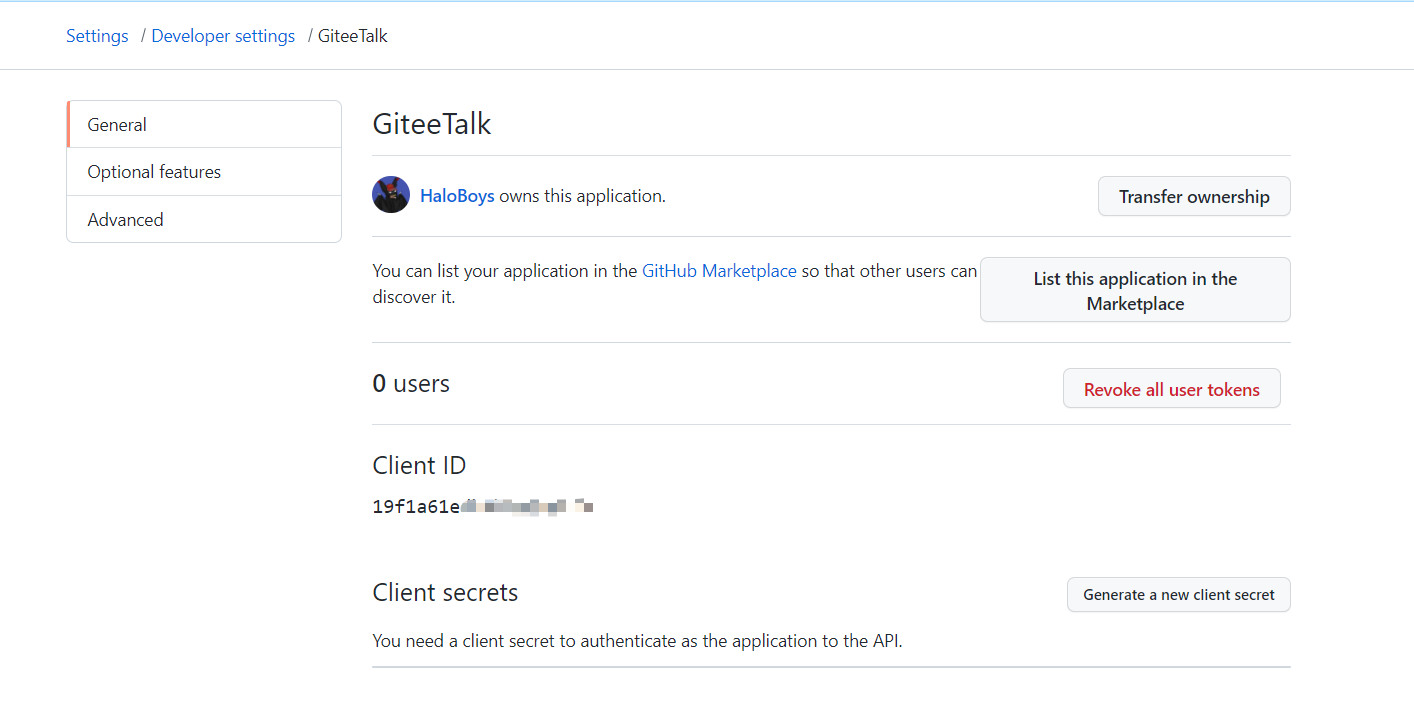 Settings / Developer settings / GiteeTalk
General
Optional features
Advanced
GiteeTalk
HaloBoys owns this application.
Transfer ownership
You can list your application in the GitHub Marketplace so that other users can
discover it.
List this application in the
Marketplace
0 users
Revoke all user tokens
Client ID
19f1a61e
Client secrets
Generate a new client secret
You need a client secret to authenticate as the application to the API.